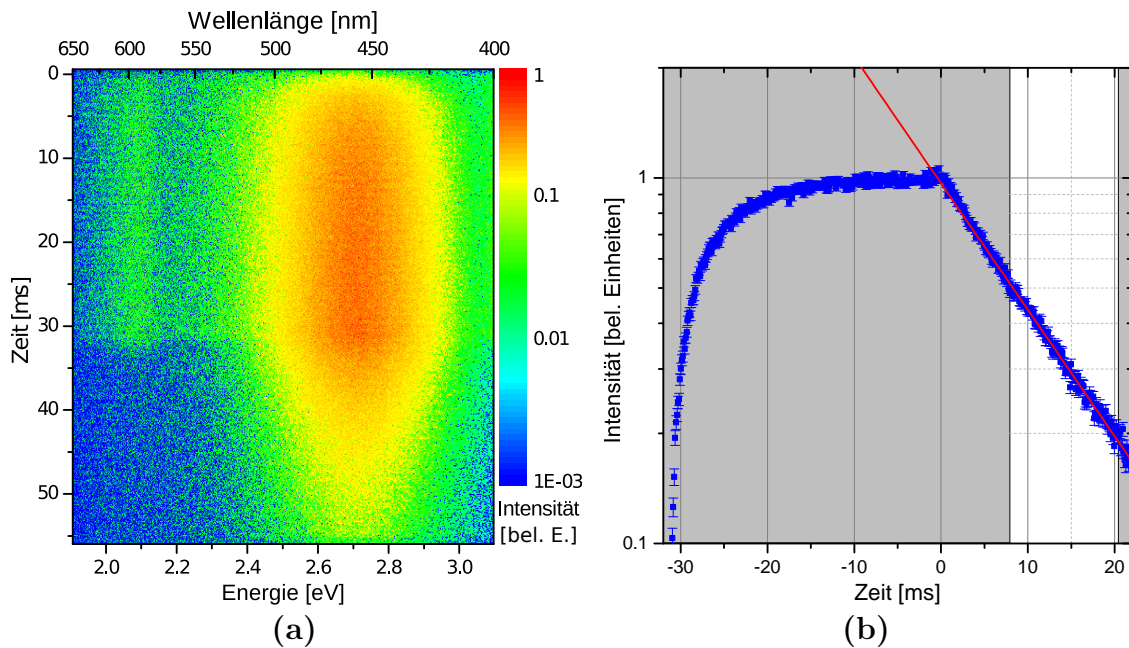 Wellenlänge [nm]
650 600 550 500 450 400
0
10
20
30
40
50
Zeit [ms]
2.0 2.2 2.4 2.6 2.8 3.0
Energie [eV]
1
0.1
0.01
1E-03
Intensität
[bel. E.]
(a)
Intensität [bel. Einheiten]
1
0.1
-30 -20 -10 0 10 20
Zeit [ms]
(b)